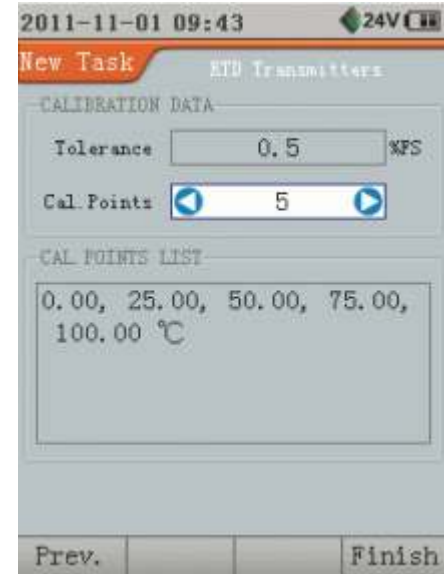 2011-11-01 09:43 24V
New Task RTD Transmitters
CALIBRATION DATA
Tolerance 0.5 %FS
Cal.Points 5
CAL. POINTS LIST
0.00, 25.00, 50.00, 75.00,
100.00 ℃
Prev. Finish